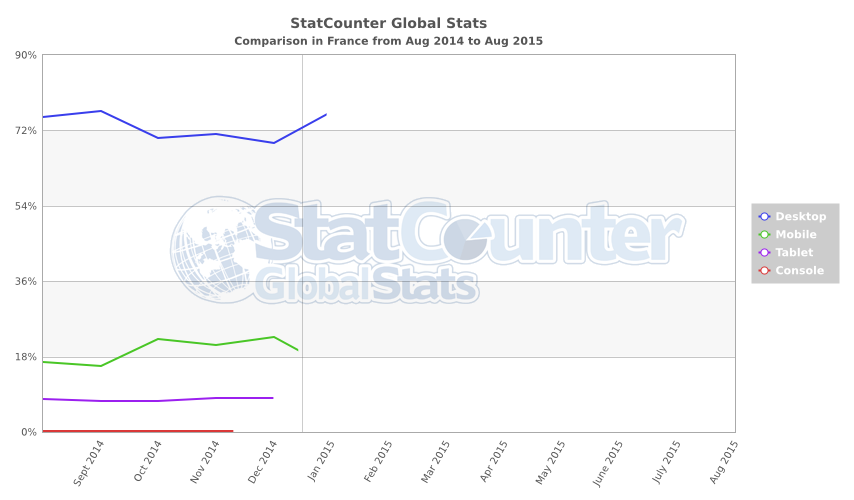 StatCounter Global Stats
Comparison in France from Aug 2014 to Aug 2015
90%
72%
54%
36%
18%
0%
StatCounter
GlobalStats
Desktop
Mobile
Tablet
Console
Sept 2014
Oct 2014
Nov 2014
Dec 2014
Jan 2015
Feb 2015
Mar 2015
Apr 2015
May 2015
June 2015
July 2015
Aug 2015